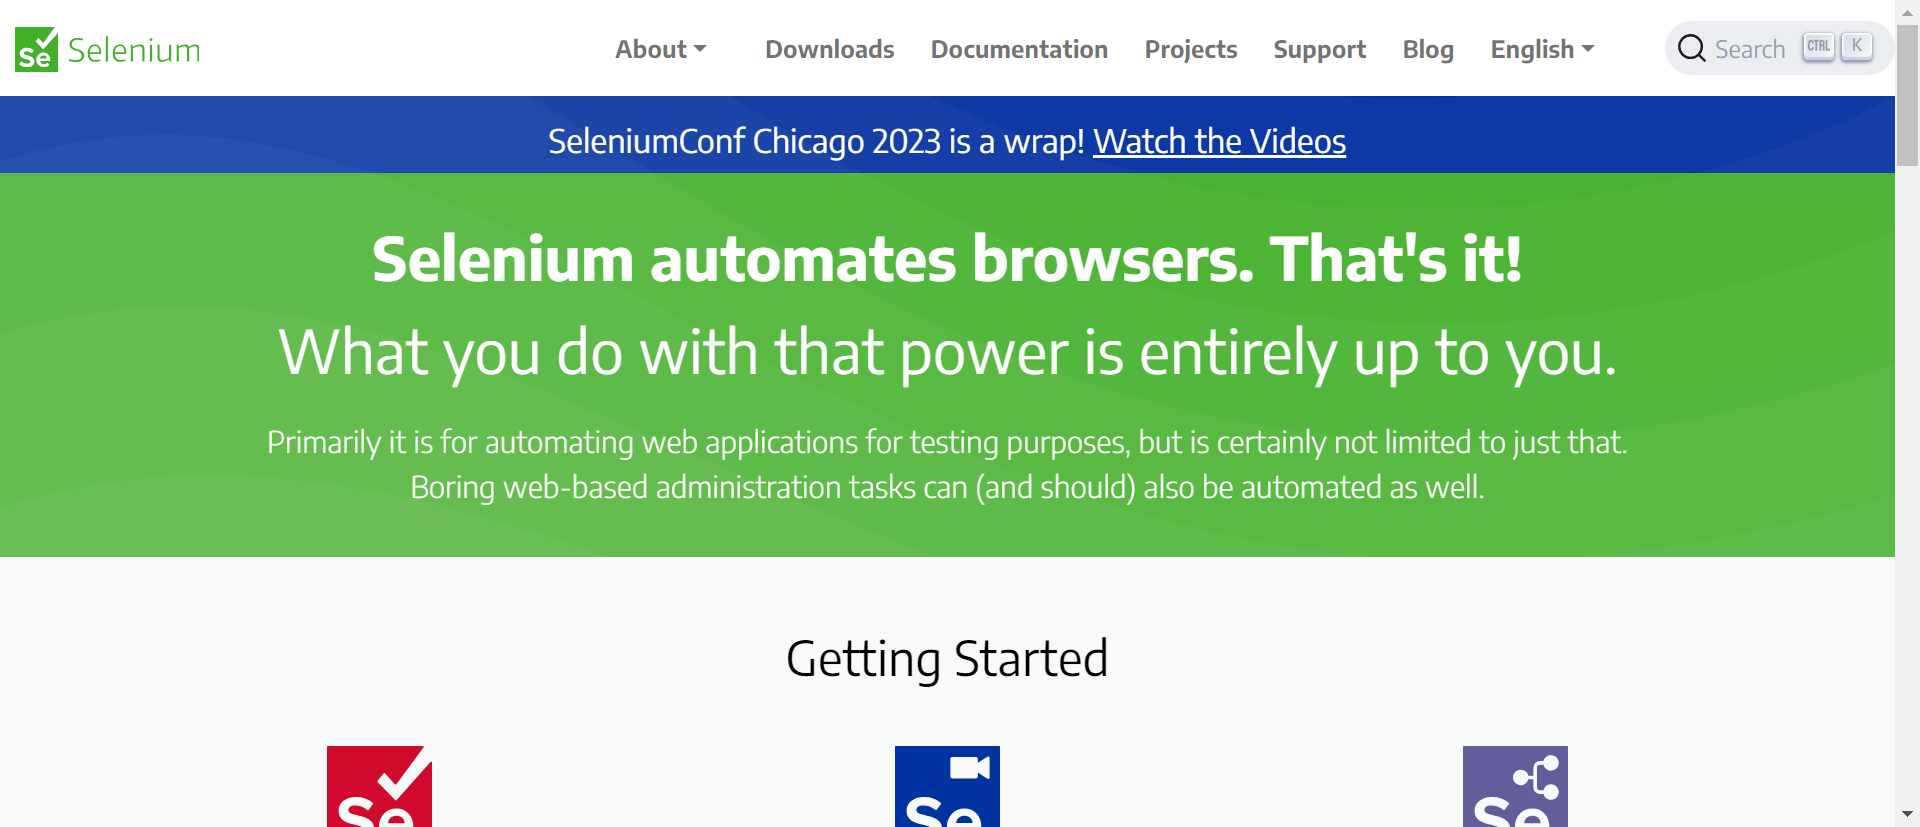 Se Selenium About Downloads Documentation Projects Support Blog English Search CTRL K
SeleniumConf Chicago 2023 is a wrap! Watch the Videos
Selenium automates browsers. That's it!
What you do with that power is entirely up to you.
Primarily it is for automating web applications for testing purposes, but is certainly not limited to just that.
Boring web-based administration tasks can (and should) also be automated as well.
Getting Started
Se Se Se